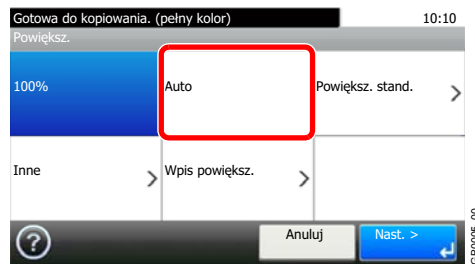 Gotowa do kopiowania. (pełny kolor) 10:10
Powiększ.
100% Auto Powiększ. stand. >
Inne > Wpis powiększ. >
? Anuluj Nast. >